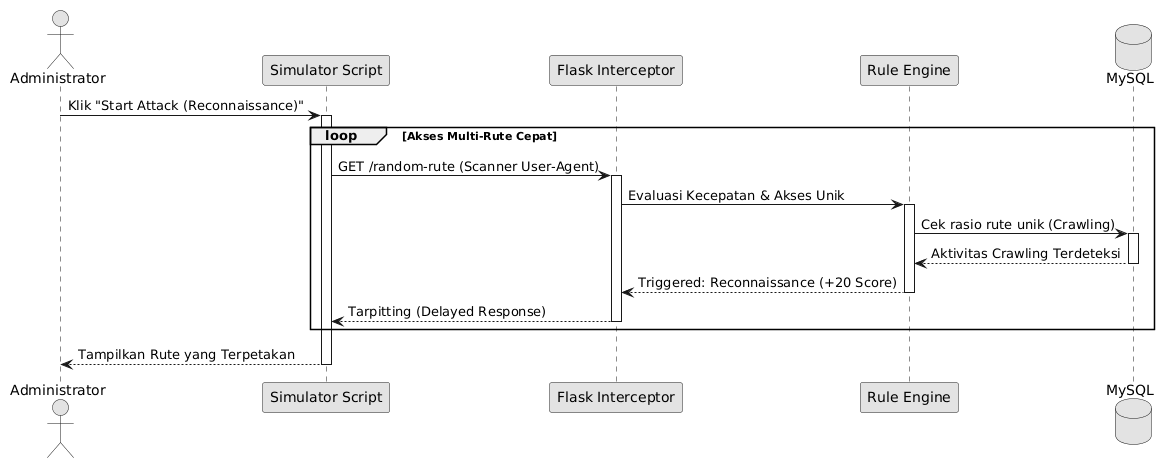 Administrator
Simulator Script
Flask Interceptor
Rule Engine
MySQL
Klik "Start Attack (Reconnaissance)"
loop
[Akses Multi-Rute Cepat]
GET /random-rute (Scanner User-Agent)
Evaluasi Kecepatan & Akses Unik
Cek rasio rute unik (Crawling)
Aktivitas Crawling Terdeteksi
Triggered: Reconnaissance (+20 Score)
Tarpitting (Delayed Response)
Tampilkan Rute yang Terpetakan
Administrator
Simulator Script
Flask Interceptor
Rule Engine
MySQL